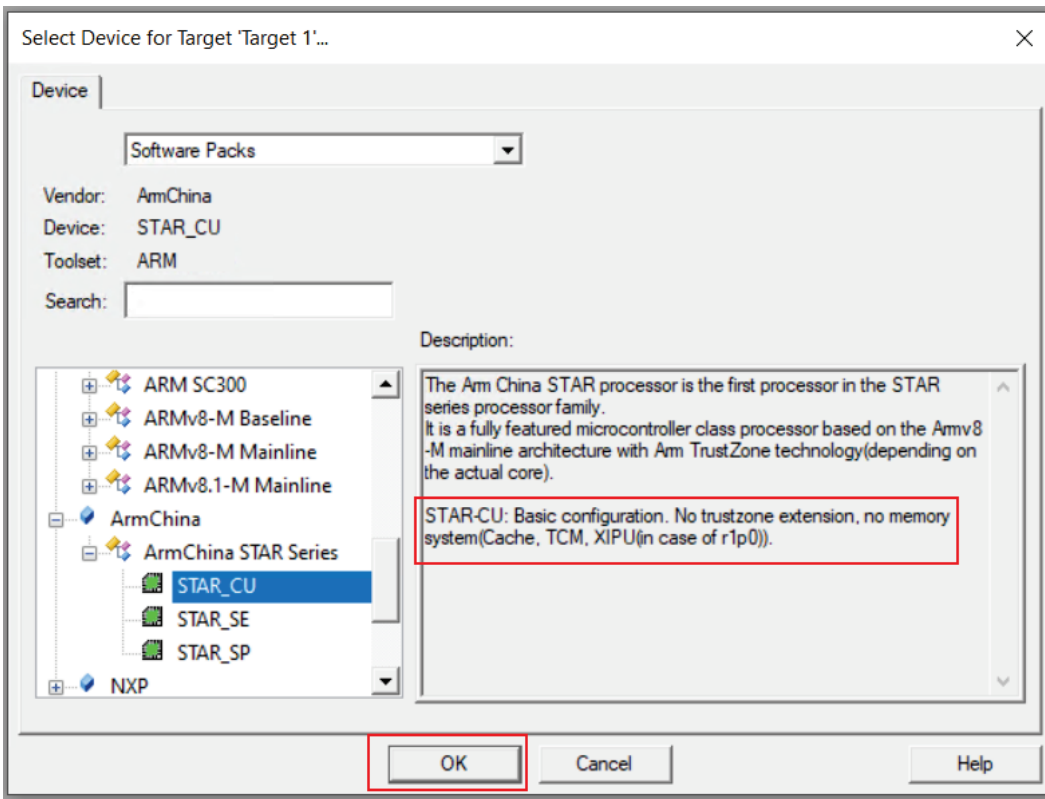 Select Device for Target 'Target 1'...
Device
Software Packs
Vendor: ArmChina
Device: STAR_CU
Toolset: ARM
Search:
Description:
ARM SC300
ARMv8-M Baseline
ARMv8-M Mainline
ARMv8.1-M Mainline
ArmChina
ArmChina STAR Series
STAR_CU
STAR_SE
STAR_SP
NXP
The Arm China STAR processor is the first processor in the STAR
series processor family.
It is a fully featured microcontroller class processor based on the Armv8
-M mainline architecture with Arm TrustZone technology(depending on
the actual core).
STAR-CU: Basic configuration. No trustzone extension, no memory
system(Cache, TCM, XIPU(in case of r1p0)).
OK
Cancel
Help